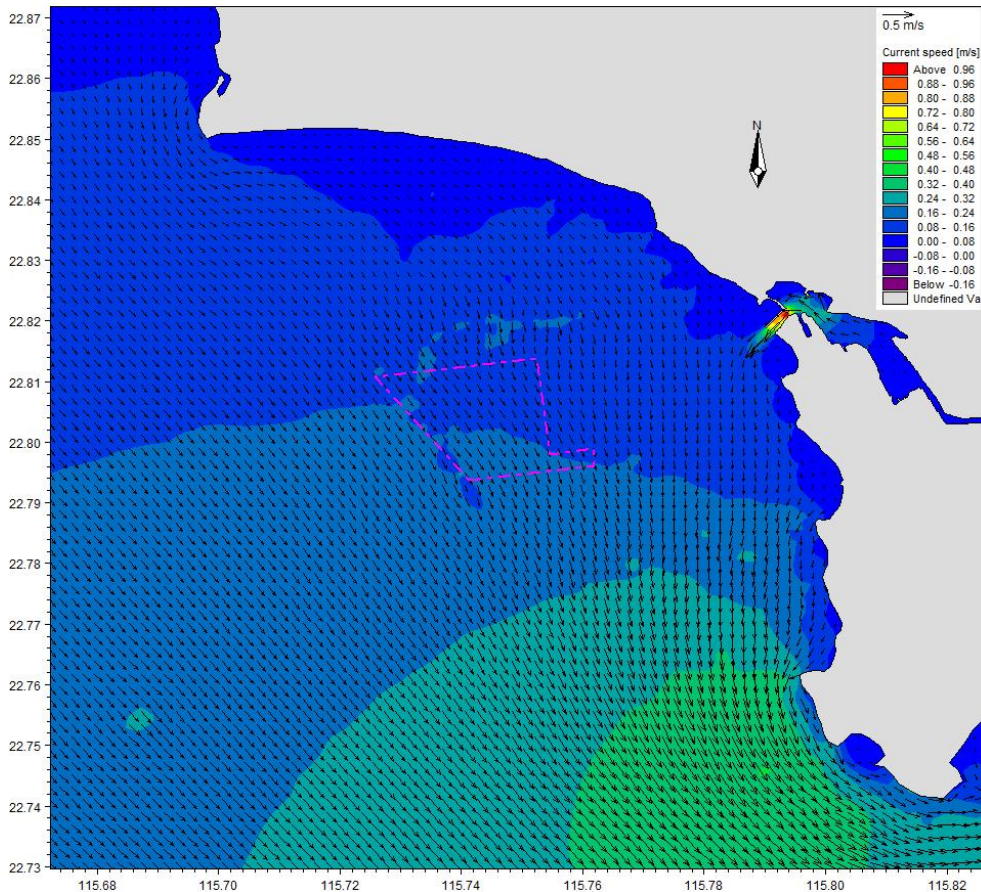 22.87
22.86
22.85
22.84
22.83
22.82
22.81
22.80
22.79
22.78
22.77
22.76
22.75
22.74
22.73
115.68
115.70
115.72
115.74
115.76
115.78
115.80
115.82
N
0.5 m/s
Current speed [m/s]
Above 0.96
0.88 - 0.96
0.80 - 0.88
0.72 - 0.80
0.64 - 0.72
0.56 - 0.64
0.48 - 0.56
0.40 - 0.48
0.32 - 0.40
0.24 - 0.32
0.16 - 0.24
0.08 - 0.16
0.00 - 0.08
-0.08 - 0.00
-0.16 - -0.08
Below -0.16
Undefined Va